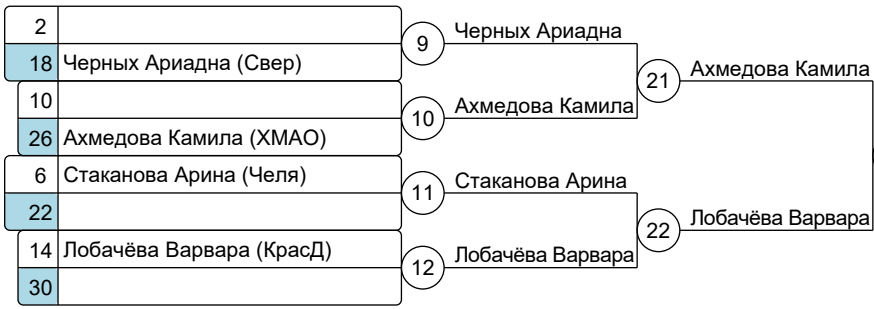 2
18 Черных Ариадна (Свер)
10
26 Ахмедова Камила (ХМАО)
6 Стаканова Арина (Челя)
22
14 Лобачёва Варвара (КрасД)
30
9 Черных Ариадна
10 Ахмедова Камила
11 Стаканова Арина
12 Лобачёва Варвара
21 Ахмедова Камила
22 Лобачёва Варвара